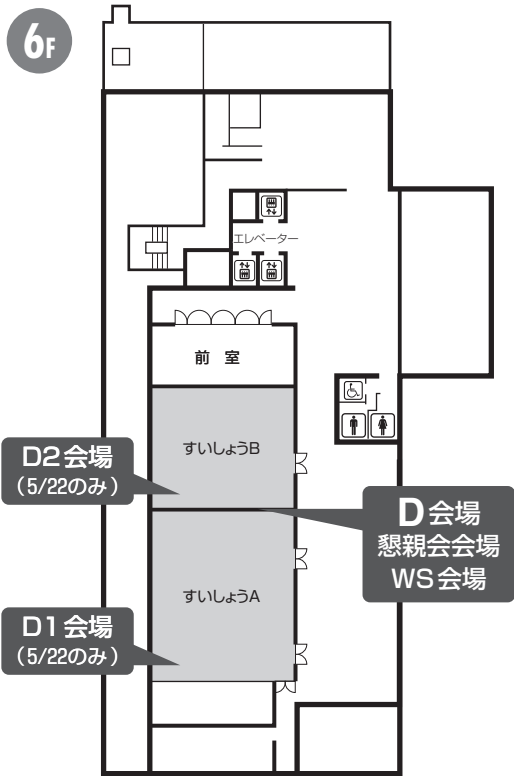 6F
エレベーター
前 室
すいしょうB
D2会場
(5/22のみ)
D会場
懇親会会場
WS会場
すいしょうA
D1会場
(5/22のみ)